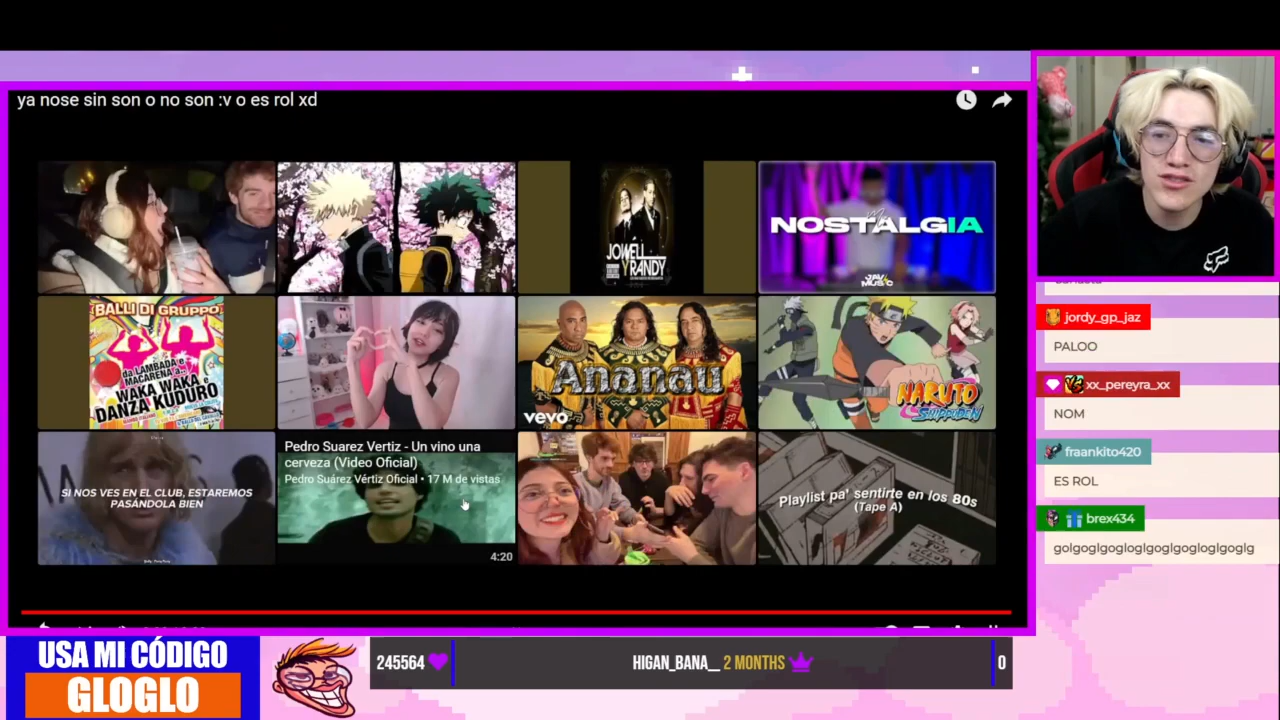 ya nose sin son o no son :v o es rol xd
JOWELL
Y RANDY
NOSTALGIA
JAVI
MUSIC
BALLI DI GRUPPO
da LAMBADA e
MACARENA a...
WAKA WAKA e
DANZA KUDURO
Ananau
vevo
NARUTO
SHIPPUDEN
SI NOS VES EN EL CLUB, ESTAREMOS
PASÁNDOLA BIEN
Pedro Suarez Vertiz - Un vino una
cerveza (Video Oficial)
Pedro Suárez Vértiz Oficial • 17 M de vistas
4:20
Playlist pa' sentirte en los 80s
(Tape A)
jordy_gp_jaz
PALOO
xx_pereyra_xx
NOM
fraankito420
ES ROL
brex434
golgoglgogloglgoglgogloglgoglg
USA MI CÓDIGO
GLOGLO
245564
HIGAN_BANA__ 2 MONTHS
0